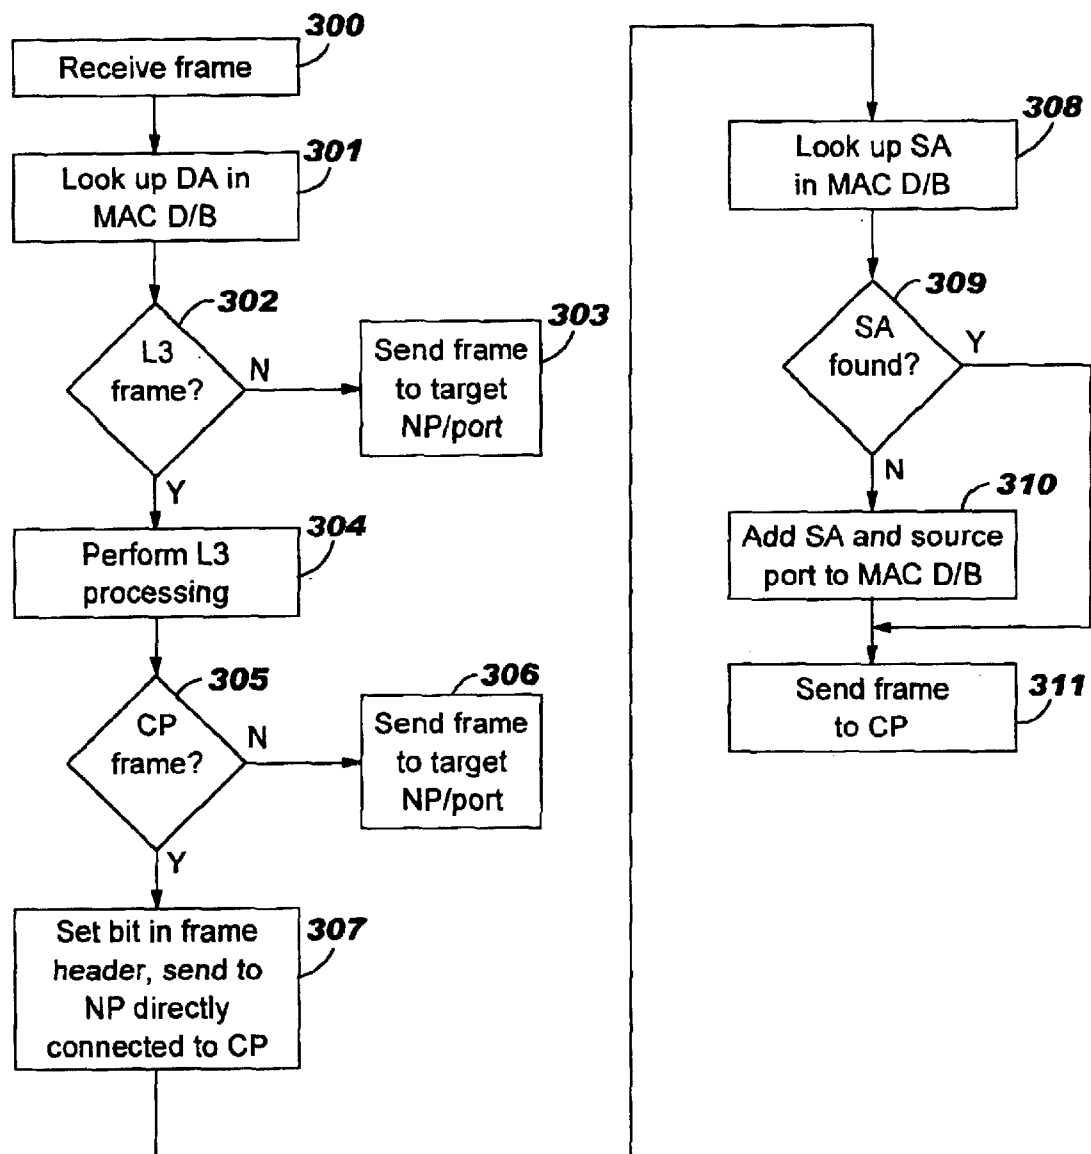 300
Receive frame
301
Look up DA in
MAC D/B
302
L3
frame?
N
Y
303
Send frame
to target
NP/port
304
Perform L3
processing
305
CP
frame?
N
Y
306
Send frame
to target
NP/port
307
Set bit in frame
header, send to
NP directly
connected to CP
308
Look up SA
in MAC D/B
309
SA
found?
Y
N
310
Add SA and source
port to MAC D/B
311
Send frame
to CP